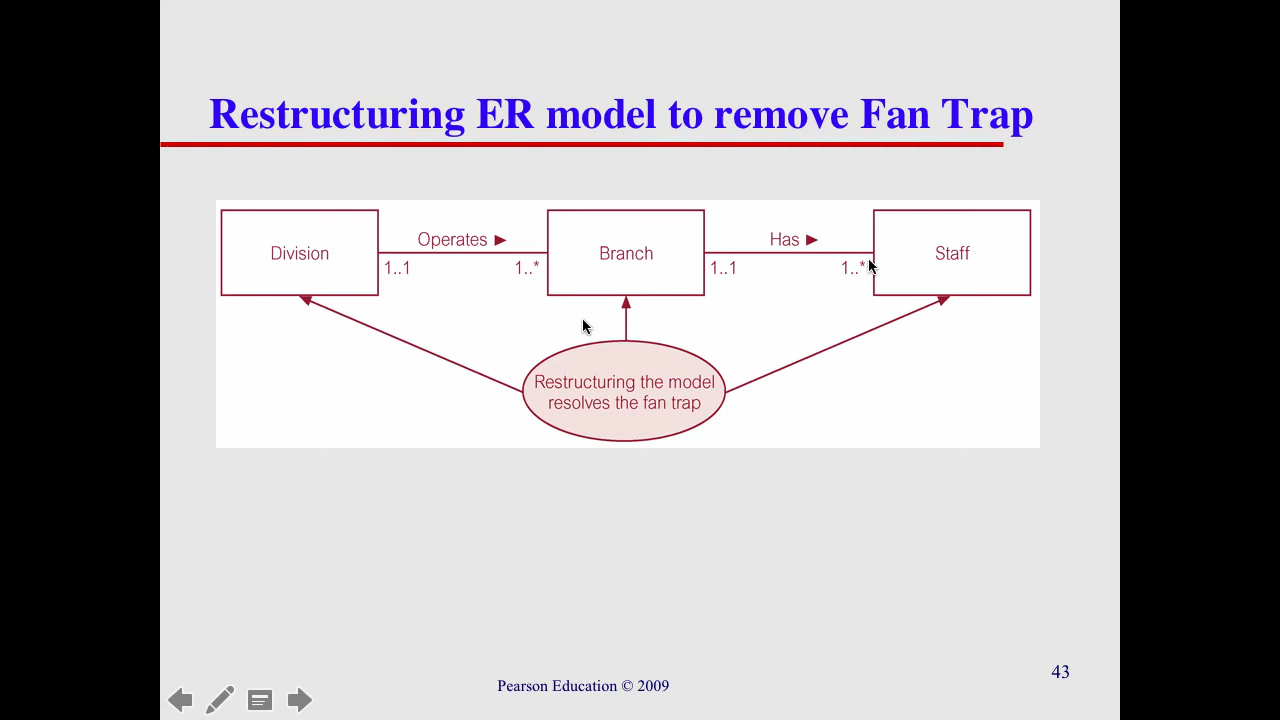 Restructuring ER model to remove Fan Trap
Division
Operates ►
1..1
1..*
Branch
Has ►
1..1
1..*
Staff
Restructuring the model
resolves the fan trap
43
Pearson Education © 2009